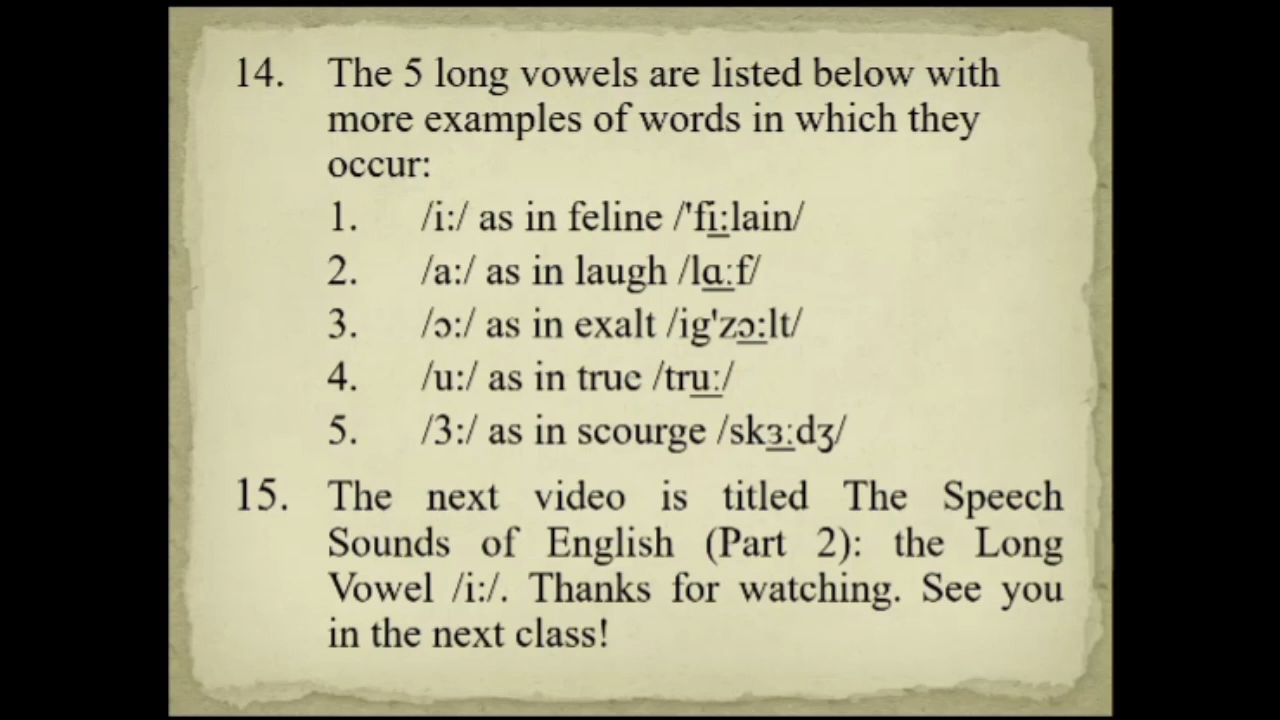 14. The 5 long vowels are listed below with
more examples of words in which they
occur:
1. /i:/ as in feline /'fi:lain/
2. /a:/ as in laugh /lɑ:f/
3. /ɔ:/ as in exalt /ig'zɔ:lt/
4. /u:/ as in true /tru:/
5. /3:/ as in scourge /skɜ:dʒ/
15. The next video is titled The Speech
Sounds of English (Part 2): the Long
Vowel /i:/. Thanks for watching. See you
in the next class!